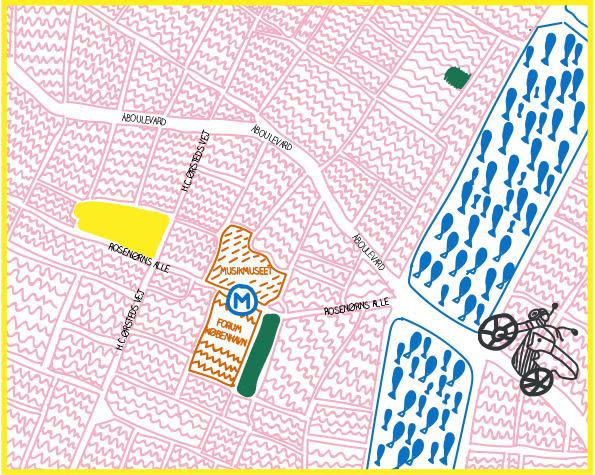 ÅBOULEVARD
ÅBOULEVARD
H.C.ØRSTEDS VEJ
ÅBOULEVARD
ROSENØRNS ALLE
MUSIKMUSEET
M
ROSENØRNS ALLE
H.C.ØRSTEDS VEJ
FORUM
KØBENHAVN